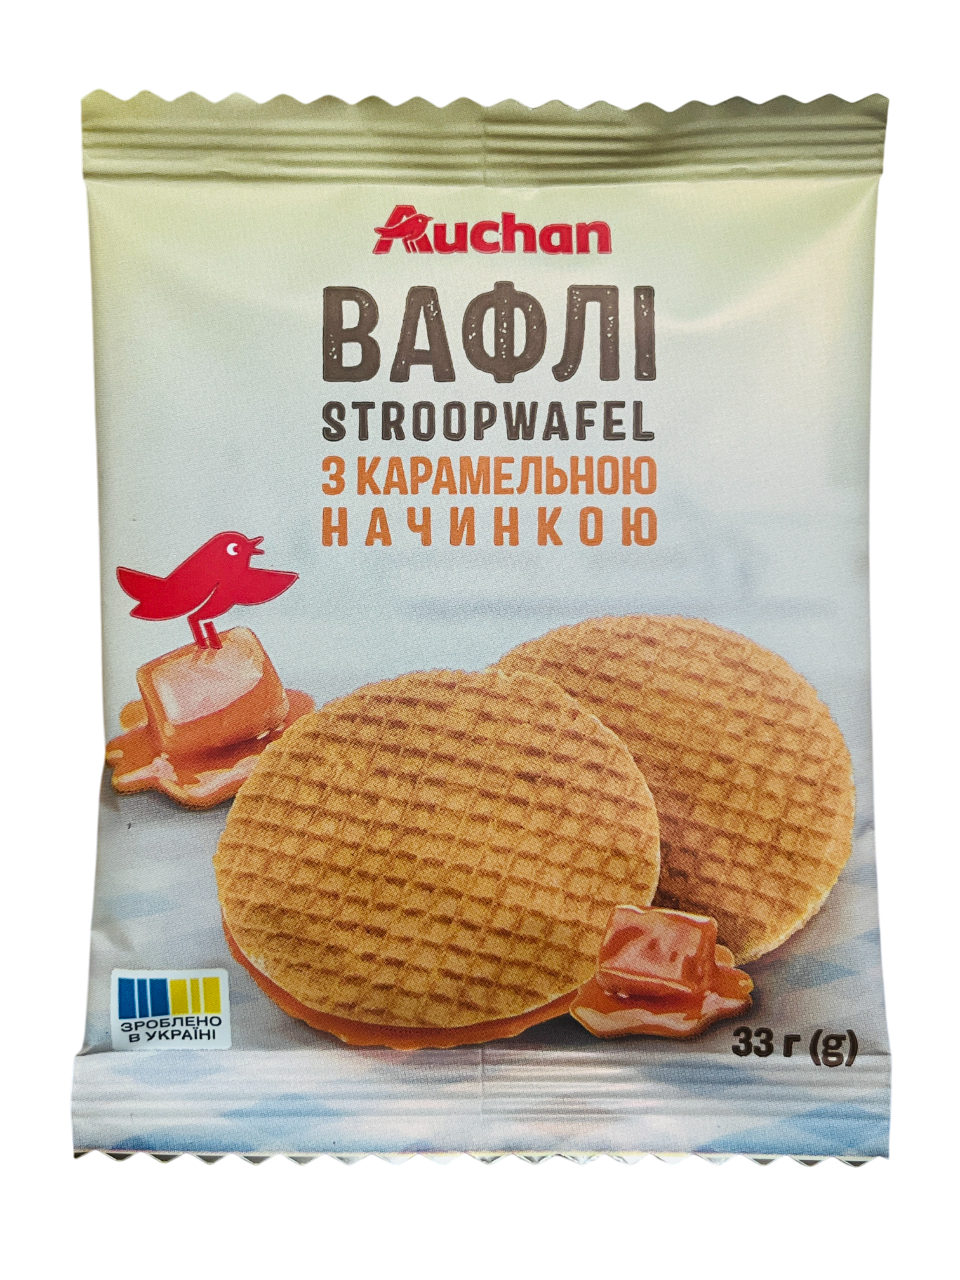 Auchan
ВАФЛІ
STROOPWAFEL
З КАРАМЕЛЬНОЮ
НАЧИНКОЮ
ЗРОБЛЕНО
В УКРАЇНІ
33 г (g)